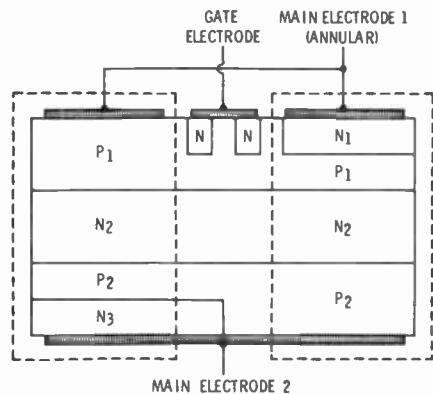 GATE
ELECTRODE
MAIN ELECTRODE 1
(ANNULAR)
P1
N
N
N1
P1
N2
N2
P2
P2
N3
MAIN ELECTRODE 2